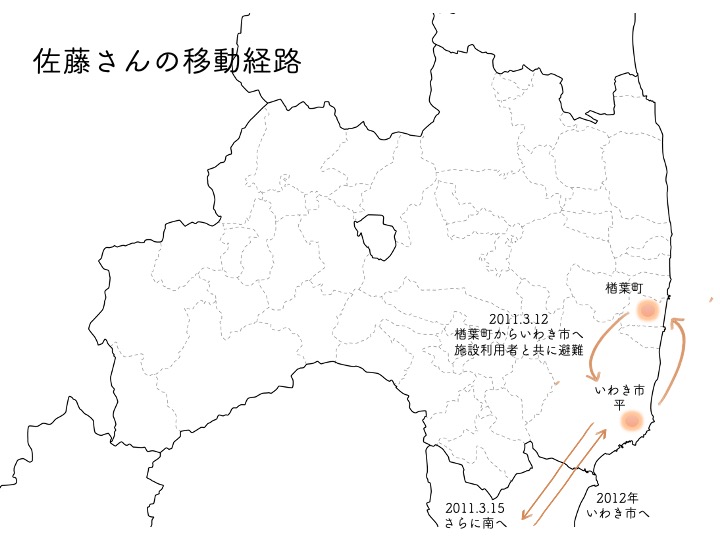 佐藤さんの移動経路
楢葉町
2011.3.12
楢葉町からいわき市へ
施設利用者と共に避難
いわき市
平
2011.3.15
さらに南へ
2012年
いわき市へ